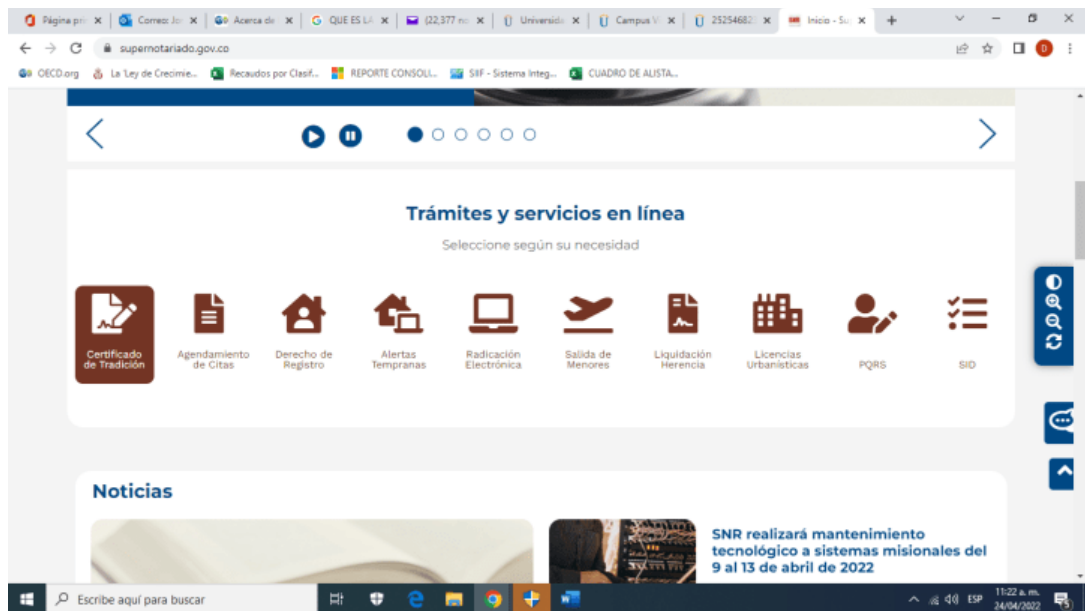 Página pri
Correo: Jo
Acerca de
QUE ES LA
(22,377 no
Universida
Campus Vi
25254682
Inicio - Su
supernotariado.gov.co
OECD.org
La 'Ley de Crecimie...
Recaudos por Clasif...
REPORTE CONSOLI...
SIIF - Sistema Integ...
CUADRO DE ALISTA...
Trámites y servicios en línea
Seleccione según su necesidad
Certificado
de Tradición
Agendamiento
de Citas
Derecho de
Registro
Alertas
Tempranas
Radicación
Electrónica
Salida de
Menores
Liquidación
Herencia
Licencias
Urbanísticas
PQRS
SID
Noticias
SNR realizará mantenimiento
tecnológico a sistemas misionales del
9 al 13 de abril de 2022
Escribe aquí para buscar
ESP
11:22 a. m.
24/04/2022